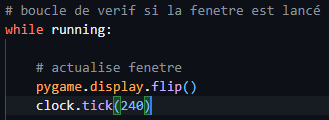 # boucle de verif si la fenetre est lancé
while running:
# actualise fenetre
pygame.display.flip()
clock.tick(240)